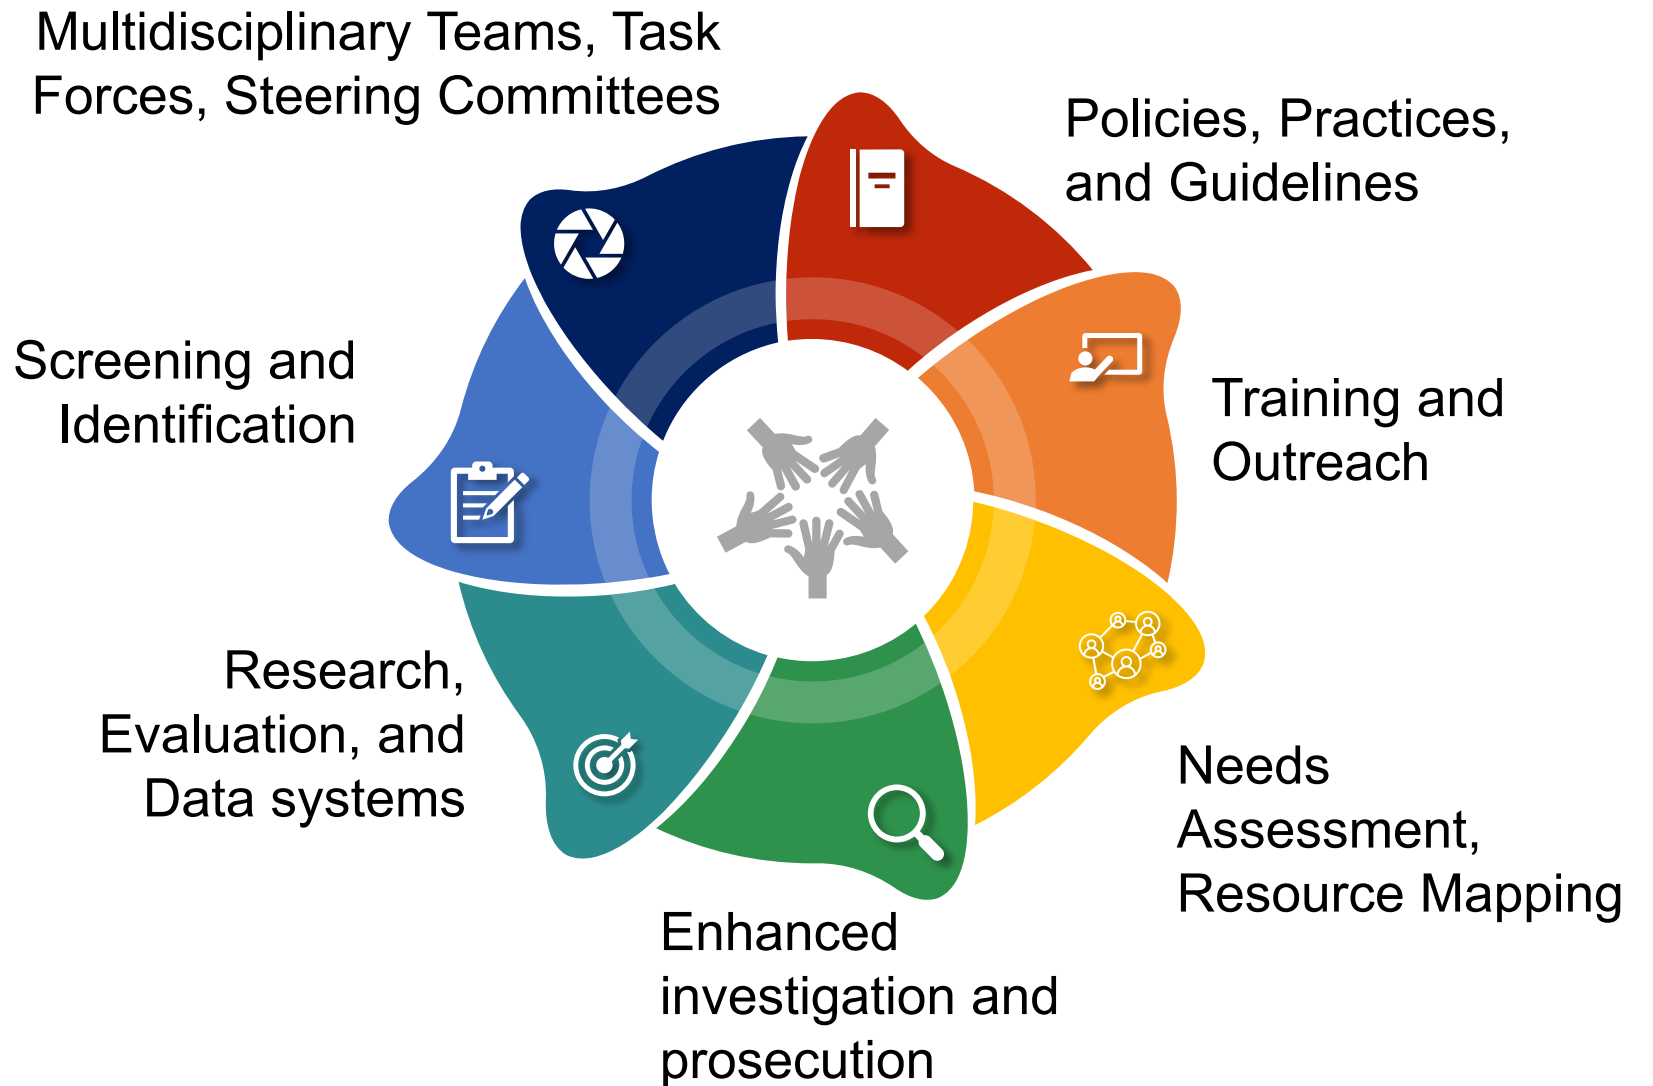 Multidisciplinary Teams, Task
Forces, Steering Committees
Policies, Practices,
and Guidelines
Training and
Outreach
Needs
Assessment,
Resource Mapping
Enhanced
investigation and
prosecution
Research,
Evaluation, and
Data systems
Screening and
Identification